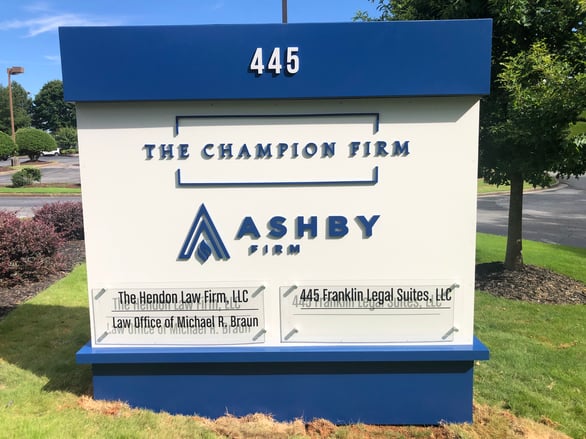 445
THE CHAMPION FIRM
ASHBY
FIRM
The Hendon Law Firm, LLC
Law Office of Michael R. Braun
445 Franklin Legal Suites, LLC